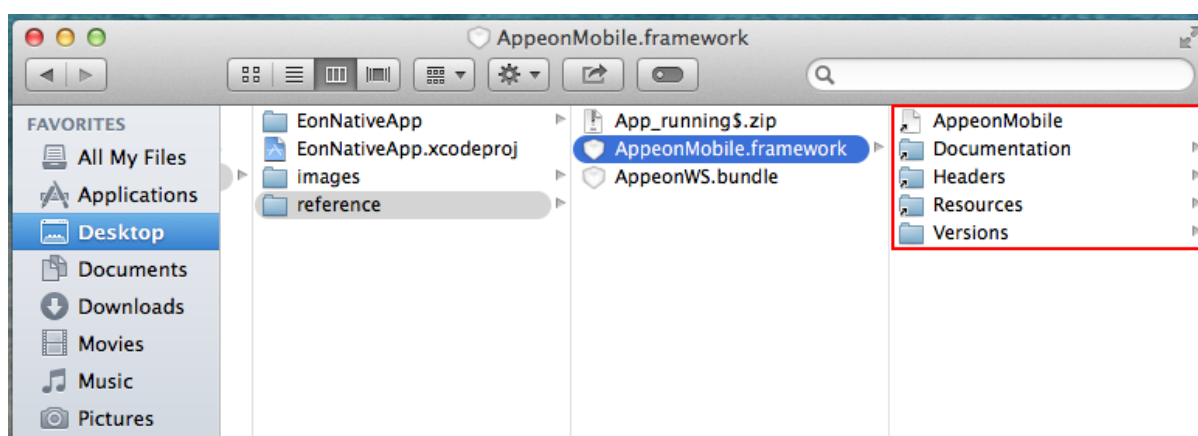 AppeonMobile.framework
FAVORITES
All My Files
Applications
Desktop
Documents
Downloads
Movies
Music
Pictures
EonNativeApp
EonNativeApp.xcodeproj
images
reference
App_running$.zip
AppeonMobile.framework
AppeonWS.bundle
AppeonMobile
Documentation
Headers
Resources
Versions